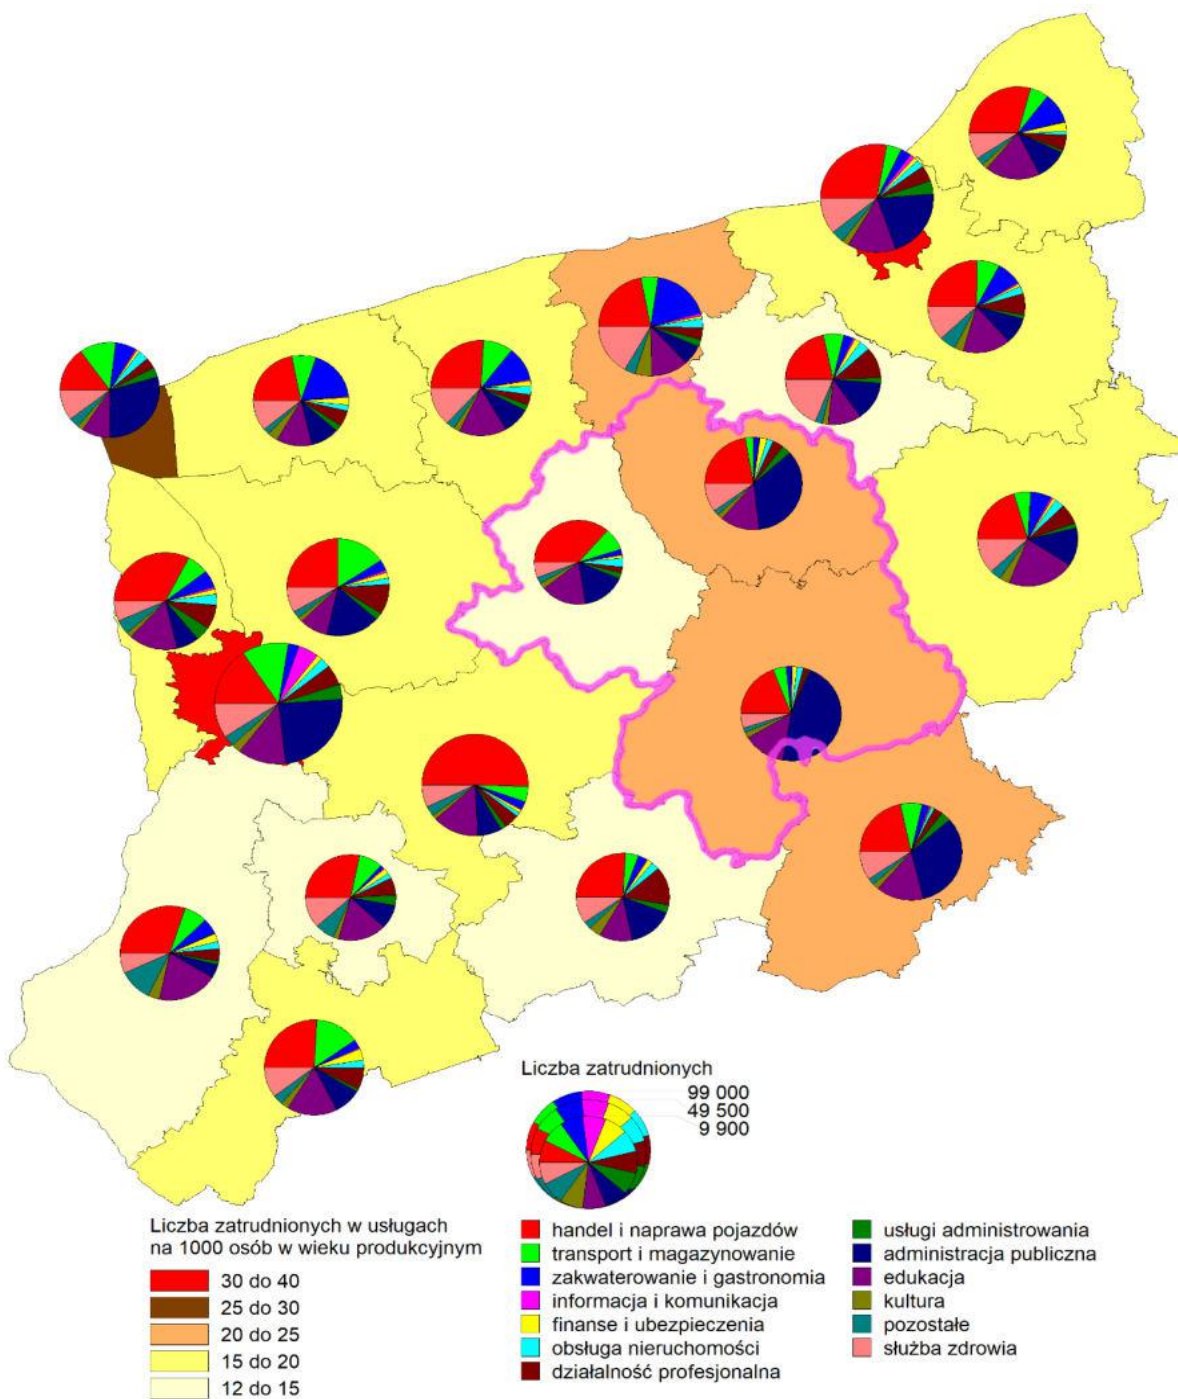 Liczba zatrudnionych
99 000
49 500
9 900
Liczba zatrudnionych w usługach
na 1000 osób w wieku produkcyjnym
30 do 40
25 do 30
20 do 25
15 do 20
12 do 15
handel i naprawa pojazdów
transport i magazynowanie
zakwaterowanie i gastronomia
informacja i komunikacja
finanse i ubezpieczenia
obsługa nieruchomości
działalność profesjonalna
usługi administrowania
administracja publiczna
edukacja
kultura
pozostałe
służba zdrowia